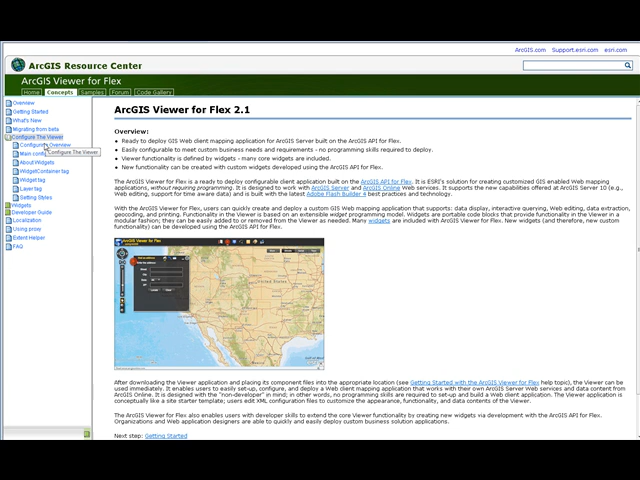 ArcGIS.com Support.esri.com esri.com
ArcGIS Resource Center
ArcGIS Viewer for Flex
Home Concepts Samples Forum Code Gallery
Overview
Getting Started
What's New
Migrating from beta
Configure The Viewer
Configure Overview
Configure The Viewer
Main
About Widgets
WidgetContainer tag
Widget tag
Layer tag
Setting Styles
Widgets
Developer Guide
Localization
Using proxy
Extent Helper
FAQ
ArcGIS Viewer for Flex 2.1
Overview:
Ready to deploy GIS Web client mapping application for ArcGIS Server built on the ArcGIS API for Flex.
Easily configurable to meet custom business needs and requirements - no programming skills required to deploy.
Viewer functionality is defined by widgets - many core widgets are included.
New functionality can be created with custom widgets developed using the ArcGIS API for Flex.
The ArcGIS Viewer for Flex is a ready to deploy configurable client application built on the ArcGIS API for Flex. It is ESRI's solution for creating customized GIS enabled Web mapping
applications, without requiring programming. It is designed to work with ArcGIS Server and ArcGIS Online Web services. It supports the new capabilities offered at ArcGIS Server 10 (e.g.,
Web editing, support for time aware data) and is built with the latest Adobe Flash Builder 4 best practices and technology.
With the ArcGIS Viewer for Flex, users can quickly create and deploy a custom GIS Web mapping application that supports: data display, interactive querying, Web editing, data extraction,
geocoding, and printing. Functionality in the Viewer is based on an extensible widget programming model. Widgets are portable code blocks that provide functionality in the Viewer in a
modular fashion; they can be easily added to or removed from the Viewer as needed. Many widgets are included with ArcGIS Viewer for Flex. New widgets (and therefore, new
functionality) can be developed using the ArcGIS API for Flex.
After downloading the Viewer application and placing its component files into the appropriate location (see Getting Started with the ArcGIS Viewer for Flex help topic), the Viewer can be
used immediately. It enables users to easily set-up, configure, and deploy a Web client mapping application that works with their own ArcGIS Server Web services and data content from
ArcGIS Online. It is designed with the "non-developer" in mind; in other words, no programming skills are required to set-up and build a Web client application. The Viewer application is
conceptually like a site starter template; users edit XML configuration files to customize the appearance, functionality, and data contents of the Viewer.
The ArcGIS Viewer for Flex also enables users with developer skills to extend the core Viewer functionality by creating new widgets via development with the ArcGIS API for Flex.
Organizations and Web application designers are able to quickly and easily deploy custom business solution applications.
Next step: Getting Started